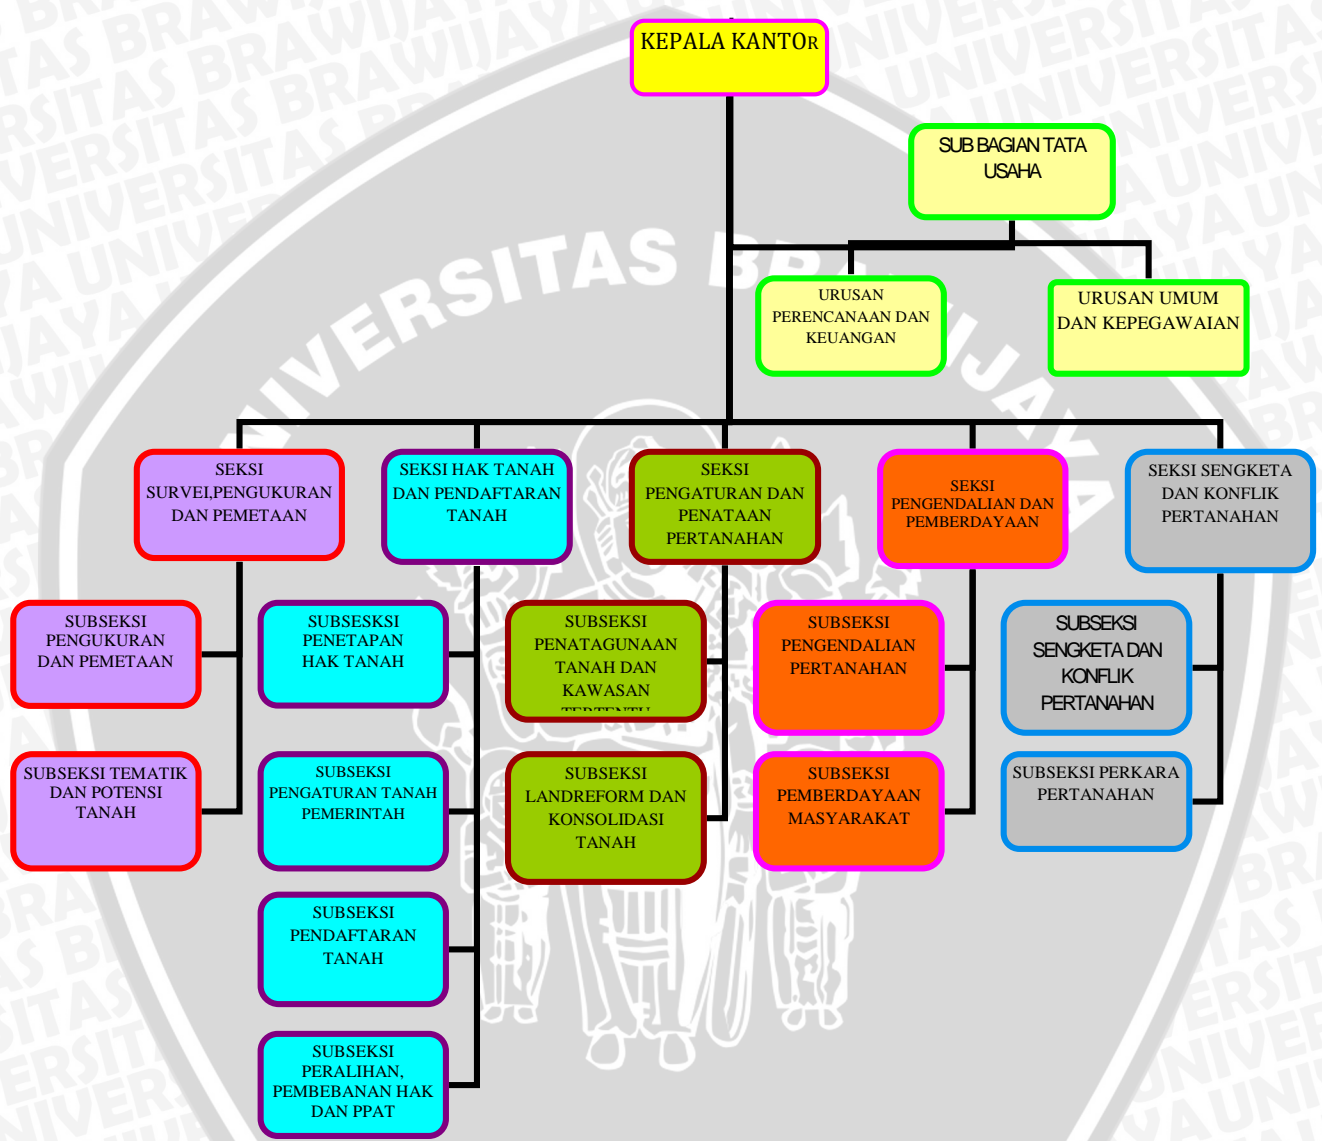 KEPALA KANTOR
SUB BAGIAN TATA
USAHA
URUSAN
PERENCANAAN DAN
KEUANGAN
URUSAN UMUM
DAN KEPEGAWAIAN
SEKSI
SURVEI,PENGUKURAN
DAN PEMETAAN
SEKSI HAK TANAH
DAN PENDAFTARAN
TANAH
SEKSI
PENGATURAN DAN
PENATAAN
PERTANAHAN
SEKSI
PENGENDALIAN DAN
PEMBERDAYAAN
SEKSI SENGKETA
DAN KONFLIK
PERTANAHAN
SUBSEKSI
PENGUKURAN
DAN PEMETAAN
SUBSESKSI
PENETAPAN
HAK TANAH
SUBSEKSI
PENATAGUNAAN
TANAH DAN
KAWASAN
SUBSEKSI
PENGENDALIAN
PERTANAHAN
SUBSEKSI
SENGKETA DAN
KONFLIK
PERTANAHAN
SUBSEKSI TEMATIK
DAN POTENSI
TANAH
SUBSEKSI
PENGATURAN TANAH
PEMERINTAH
SUBSEKSI
LANDREFORM DAN
KONSOLIDASI
TANAH
SUBSEKSI
PEMBERDAYAAN
MASYARAKAT
SUBSEKSI PERKARA
PERTANAHAN
SUBSEKSI
PENDAFTARAN
TANAH
SUBSEKSI
PERALIHAN,
PEMBEBANAN HAK
DAN PPAT
UNIVERSITAS BRAWIJAYA